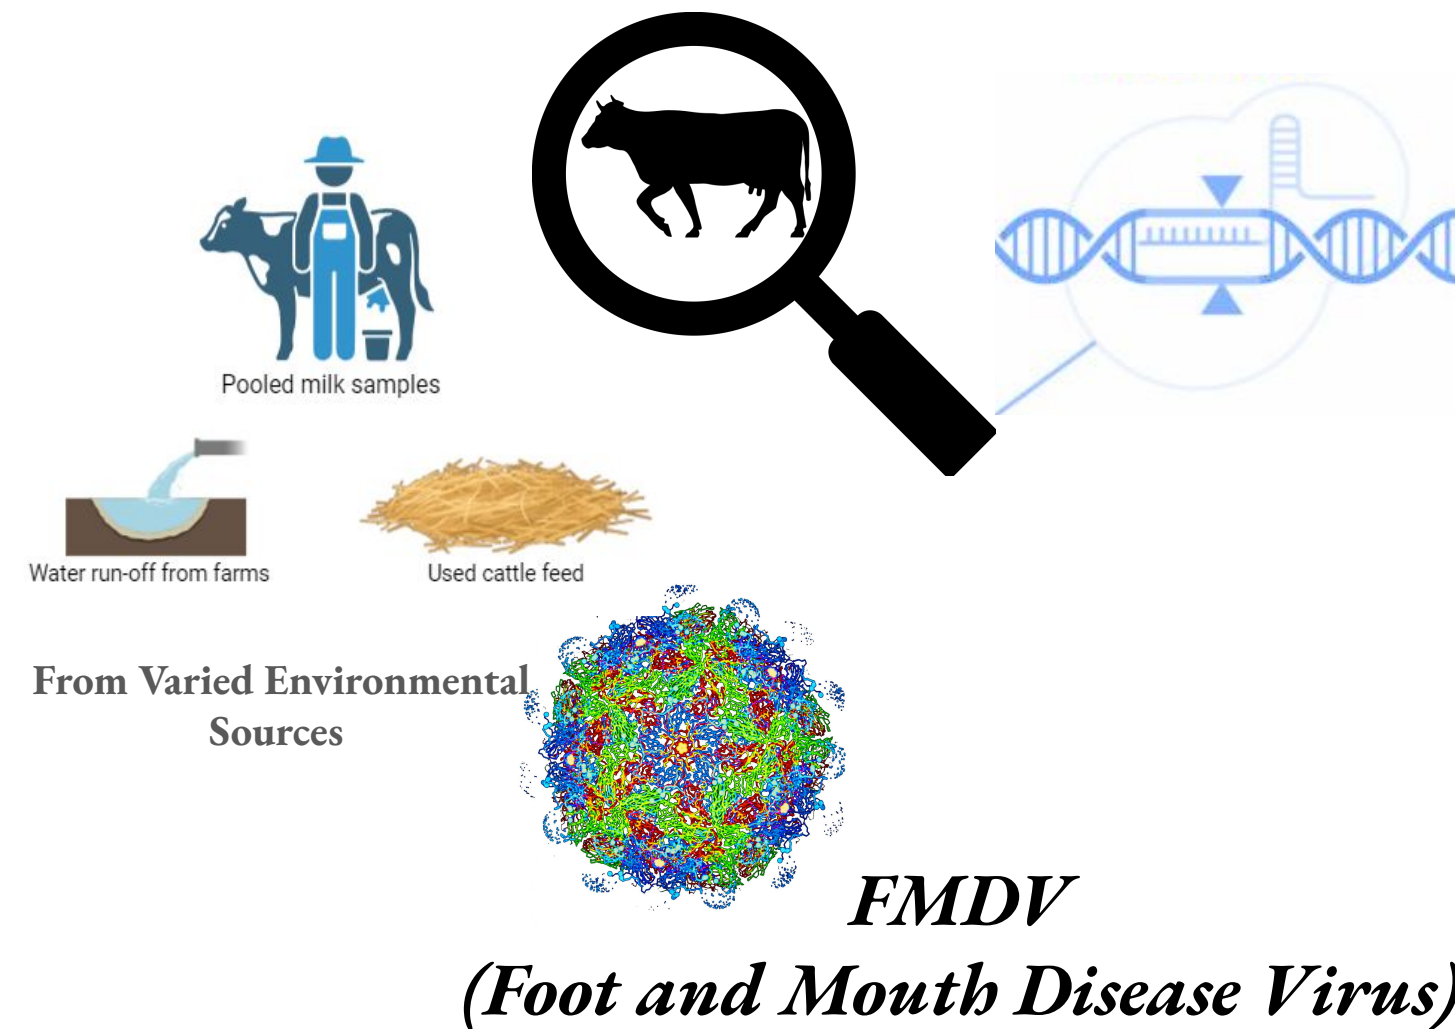 Pooled milk samples
Water run-off from farms
Used cattle feed
From Varied Environmental
Sources
FMDV
(Foot and Mouth Disease Virus)